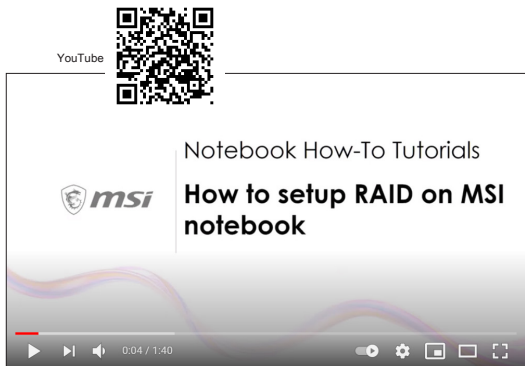 YouTube
Notebook How-To Tutorials
msi
How to setup RAID on MSI
notebook
0:04 / 1:40